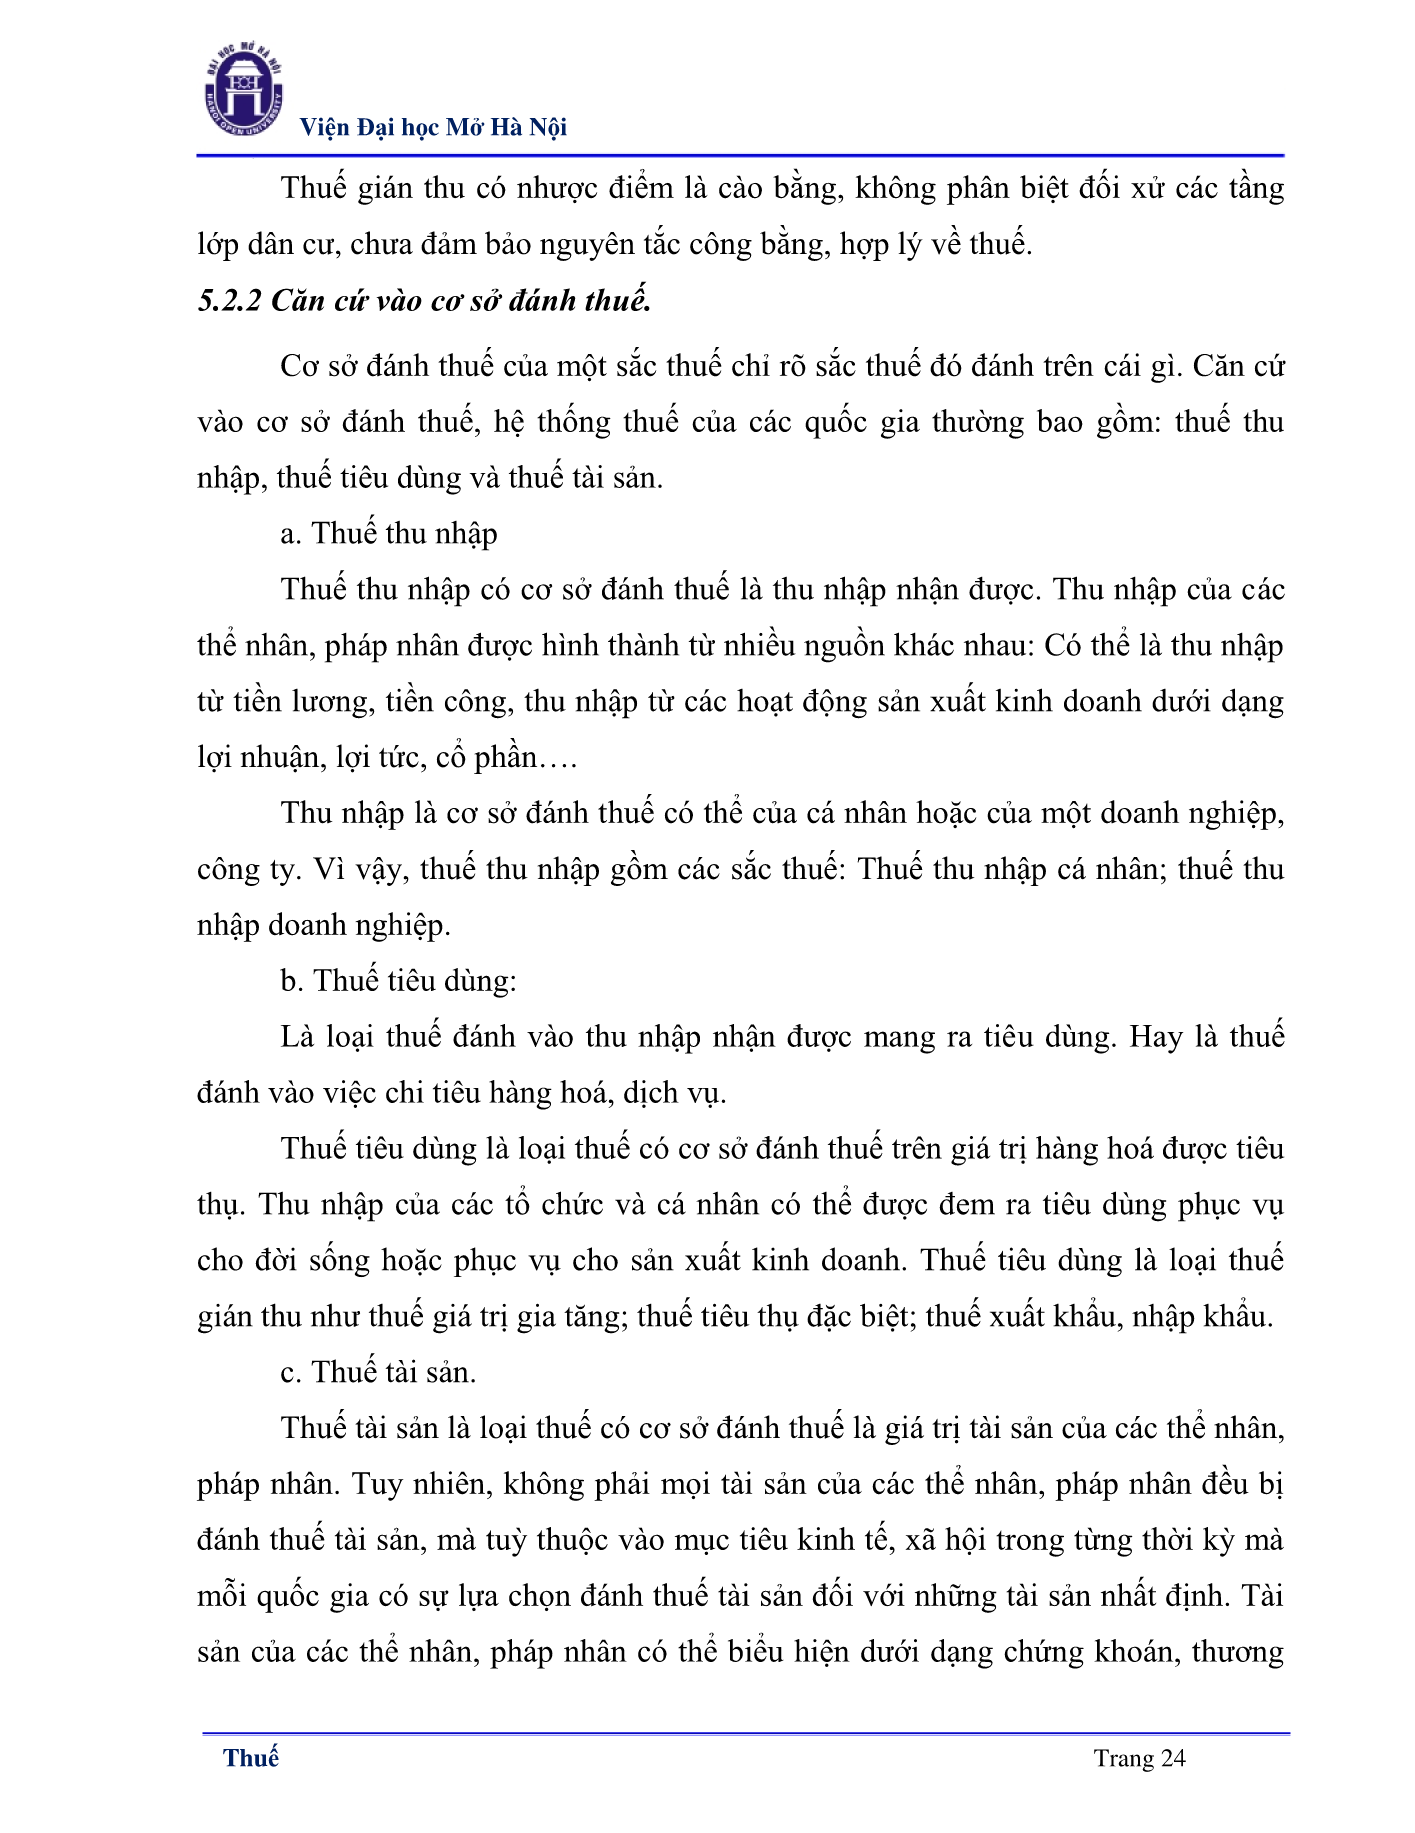 ĐẠI HỌC MỞ HÀ NỘI
HANOI OPEN UNIVERSITY
Viện Đại học Mở Hà Nội
Thuế gián thu có nhược điểm là cào bằng, không phân biệt đối xử các tầng
lớp dân cư, chưa đảm bảo nguyên tắc công bằng, hợp lý về thuế.
5.2.2 Căn cứ vào cơ sở đánh thuế.
Cơ sở đánh thuế của một sắc thuế chỉ rõ sắc thuế đó đánh trên cái gì. Căn cứ
vào cơ sở đánh thuế, hệ thống thuế của các quốc gia thường bao gồm: thuế thu
nhập, thuế tiêu dùng và thuế tài sản.
a. Thuế thu nhập
Thuế thu nhập có cơ sở đánh thuế là thu nhập nhận được. Thu nhập của các
thể nhân, pháp nhân được hình thành từ nhiều nguồn khác nhau: Có thể là thu nhập
từ tiền lương, tiền công, thu nhập từ các hoạt động sản xuất kinh doanh dưới dạng
lợi nhuận, lợi tức, cổ phần….
Thu nhập là cơ sở đánh thuế có thể của cá nhân hoặc của một doanh nghiệp,
công ty. Vì vậy, thuế thu nhập gồm các sắc thuế: Thuế thu nhập cá nhân; thuế thu
nhập doanh nghiệp.
b. Thuế tiêu dùng:
Là loại thuế đánh vào thu nhập nhận được mang ra tiêu dùng. Hay là thuế
đánh vào việc chi tiêu hàng hoá, dịch vụ.
Thuế tiêu dùng là loại thuế có cơ sở đánh thuế trên giá trị hàng hoá được tiêu
thụ. Thu nhập của các tổ chức và cá nhân có thể được đem ra tiêu dùng phục vụ
cho đời sống hoặc phục vụ cho sản xuất kinh doanh. Thuế tiêu dùng là loại thuế
gián thu như thuế giá trị gia tăng; thuế tiêu thụ đặc biệt; thuế xuất khẩu, nhập khẩu.
c. Thuế tài sản.
Thuế tài sản là loại thuế có cơ sở đánh thuế là giá trị tài sản của các thể nhân,
pháp nhân. Tuy nhiên, không phải mọi tài sản của các thể nhân, pháp nhân đều bị
đánh thuế tài sản, mà tuỳ thuộc vào mục tiêu kinh tế, xã hội trong từng thời kỳ mà
mỗi quốc gia có sự lựa chọn đánh thuế tài sản đối với những tài sản nhất định. Tài
sản của các thể nhân, pháp nhân có thể biểu hiện dưới dạng chứng khoán, thương
Thuế
Trang 24